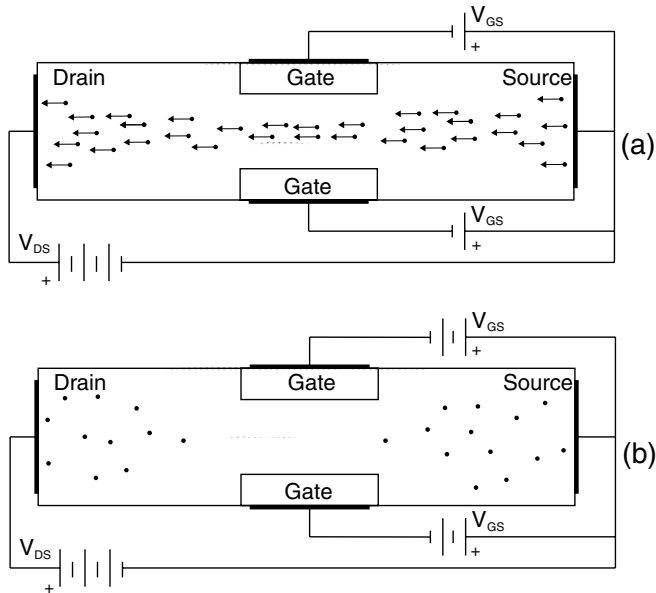 V_GS
+
Drain
Gate
Source
(a)
Gate
V_GS
+
V_DS
+
V_GS
+
Drain
Gate
Source
(b)
Gate
V_GS
+
V_DS
+